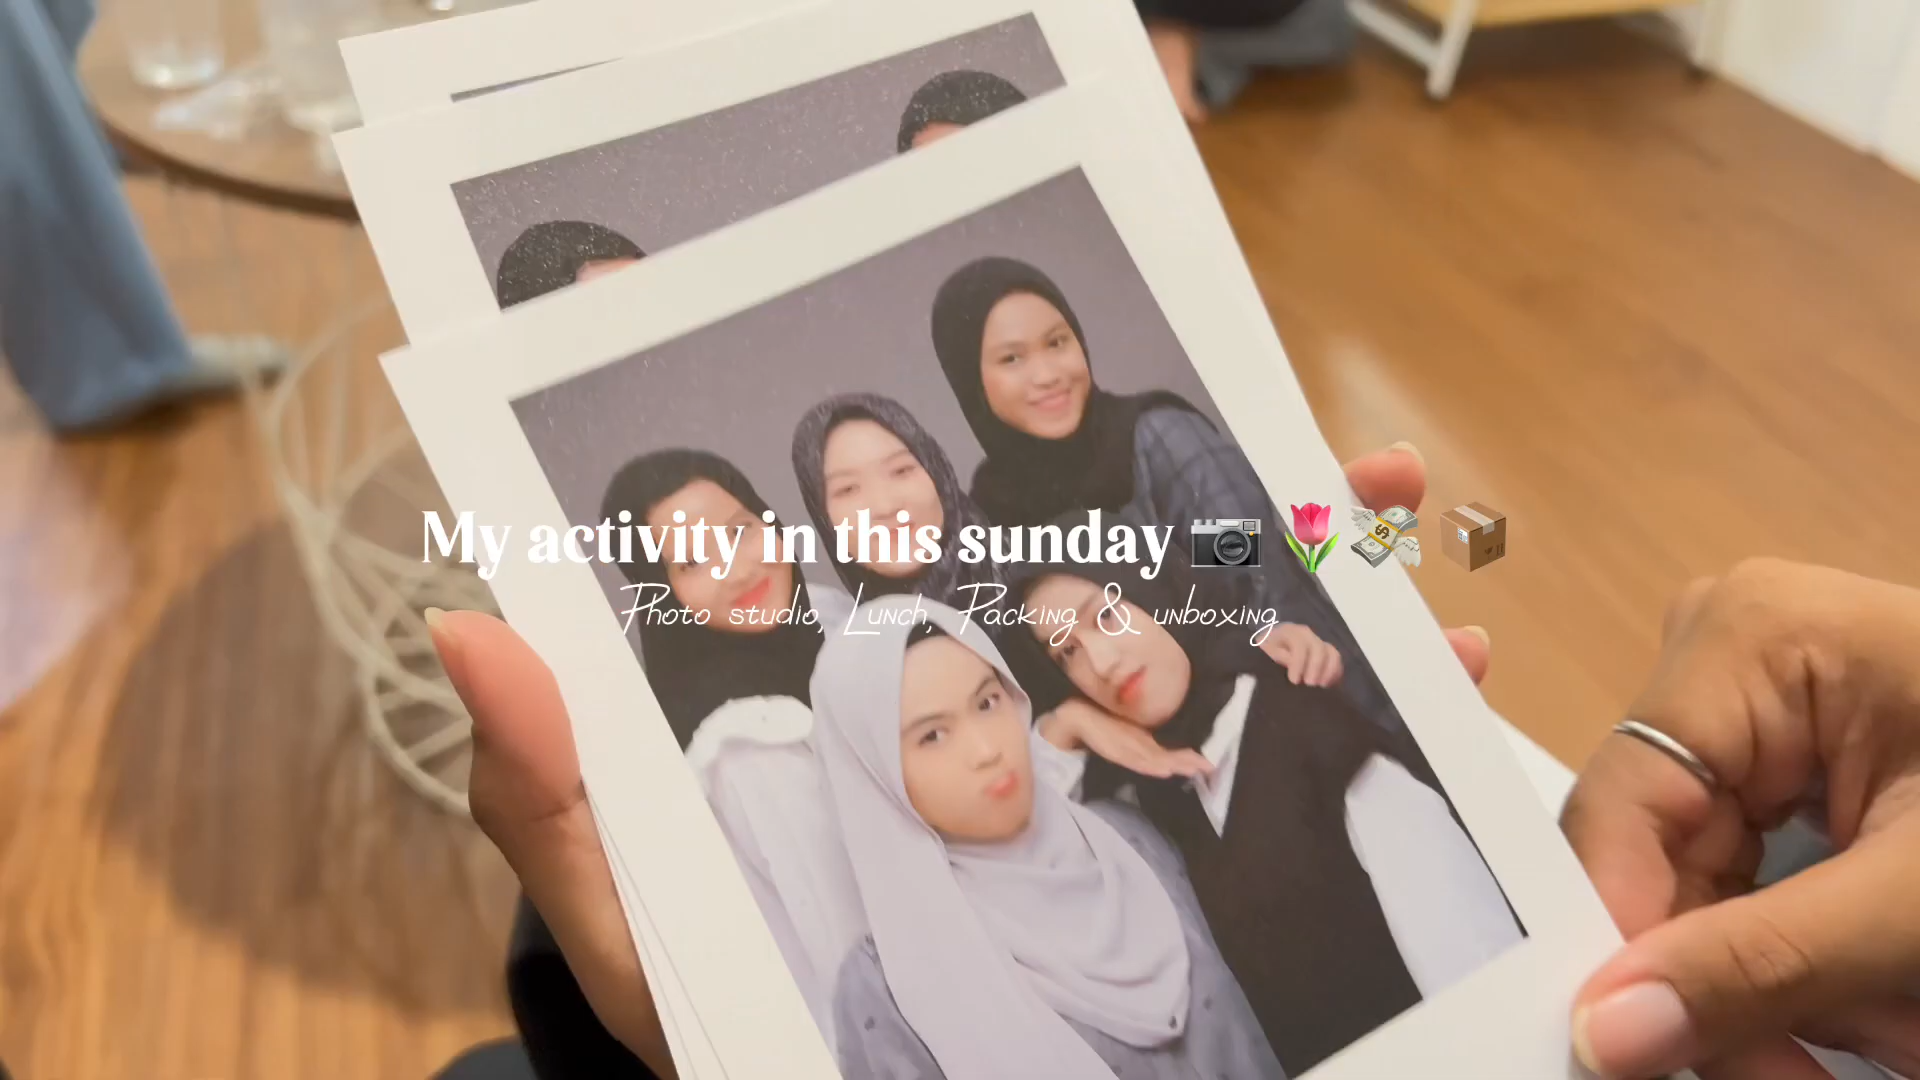 My activity in this sunday 📷 🌷💸 📦
Photo studio, Lunch, Packing & unboxing